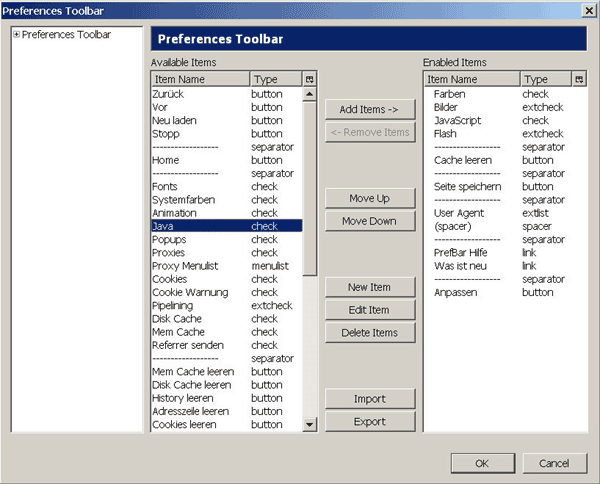 Preferences Toolbar
Preferences Toolbar
Preferences Toolbar
Available Items
Item Name Type
Zurück button
Vor button
Neu laden button
Stopp button
------------------ separator
Home button
------------------ separator
Fonts check
Systemfarben check
Animation check
Java check
Popups check
Proxies check
Proxy Menulist menulist
Cookies check
Cookie Warnung check
Pipelining extcheck
Disk Cache check
Mem Cache check
Referrer senden check
------------------ separator
Mem Cache leeren button
Disk Cache leeren button
History leeren button
Adresszeile leeren button
Cookies leeren button
Add Items ->
<- Remove Items
Move Up
Move Down
New Item
Edit Item
Delete Items
Import
Export
Enabled Items
Item Name Type
Farben check
Bilder extcheck
JavaScript check
Flash extcheck
------------------ separator
Cache leeren button
------------------ separator
Seite speichern button
------------------ separator
User Agent extlist
(spacer) spacer
------------------ separator
PrefBar Hilfe link
Was ist neu link
------------------ separator
Anpassen button
OK
Cancel